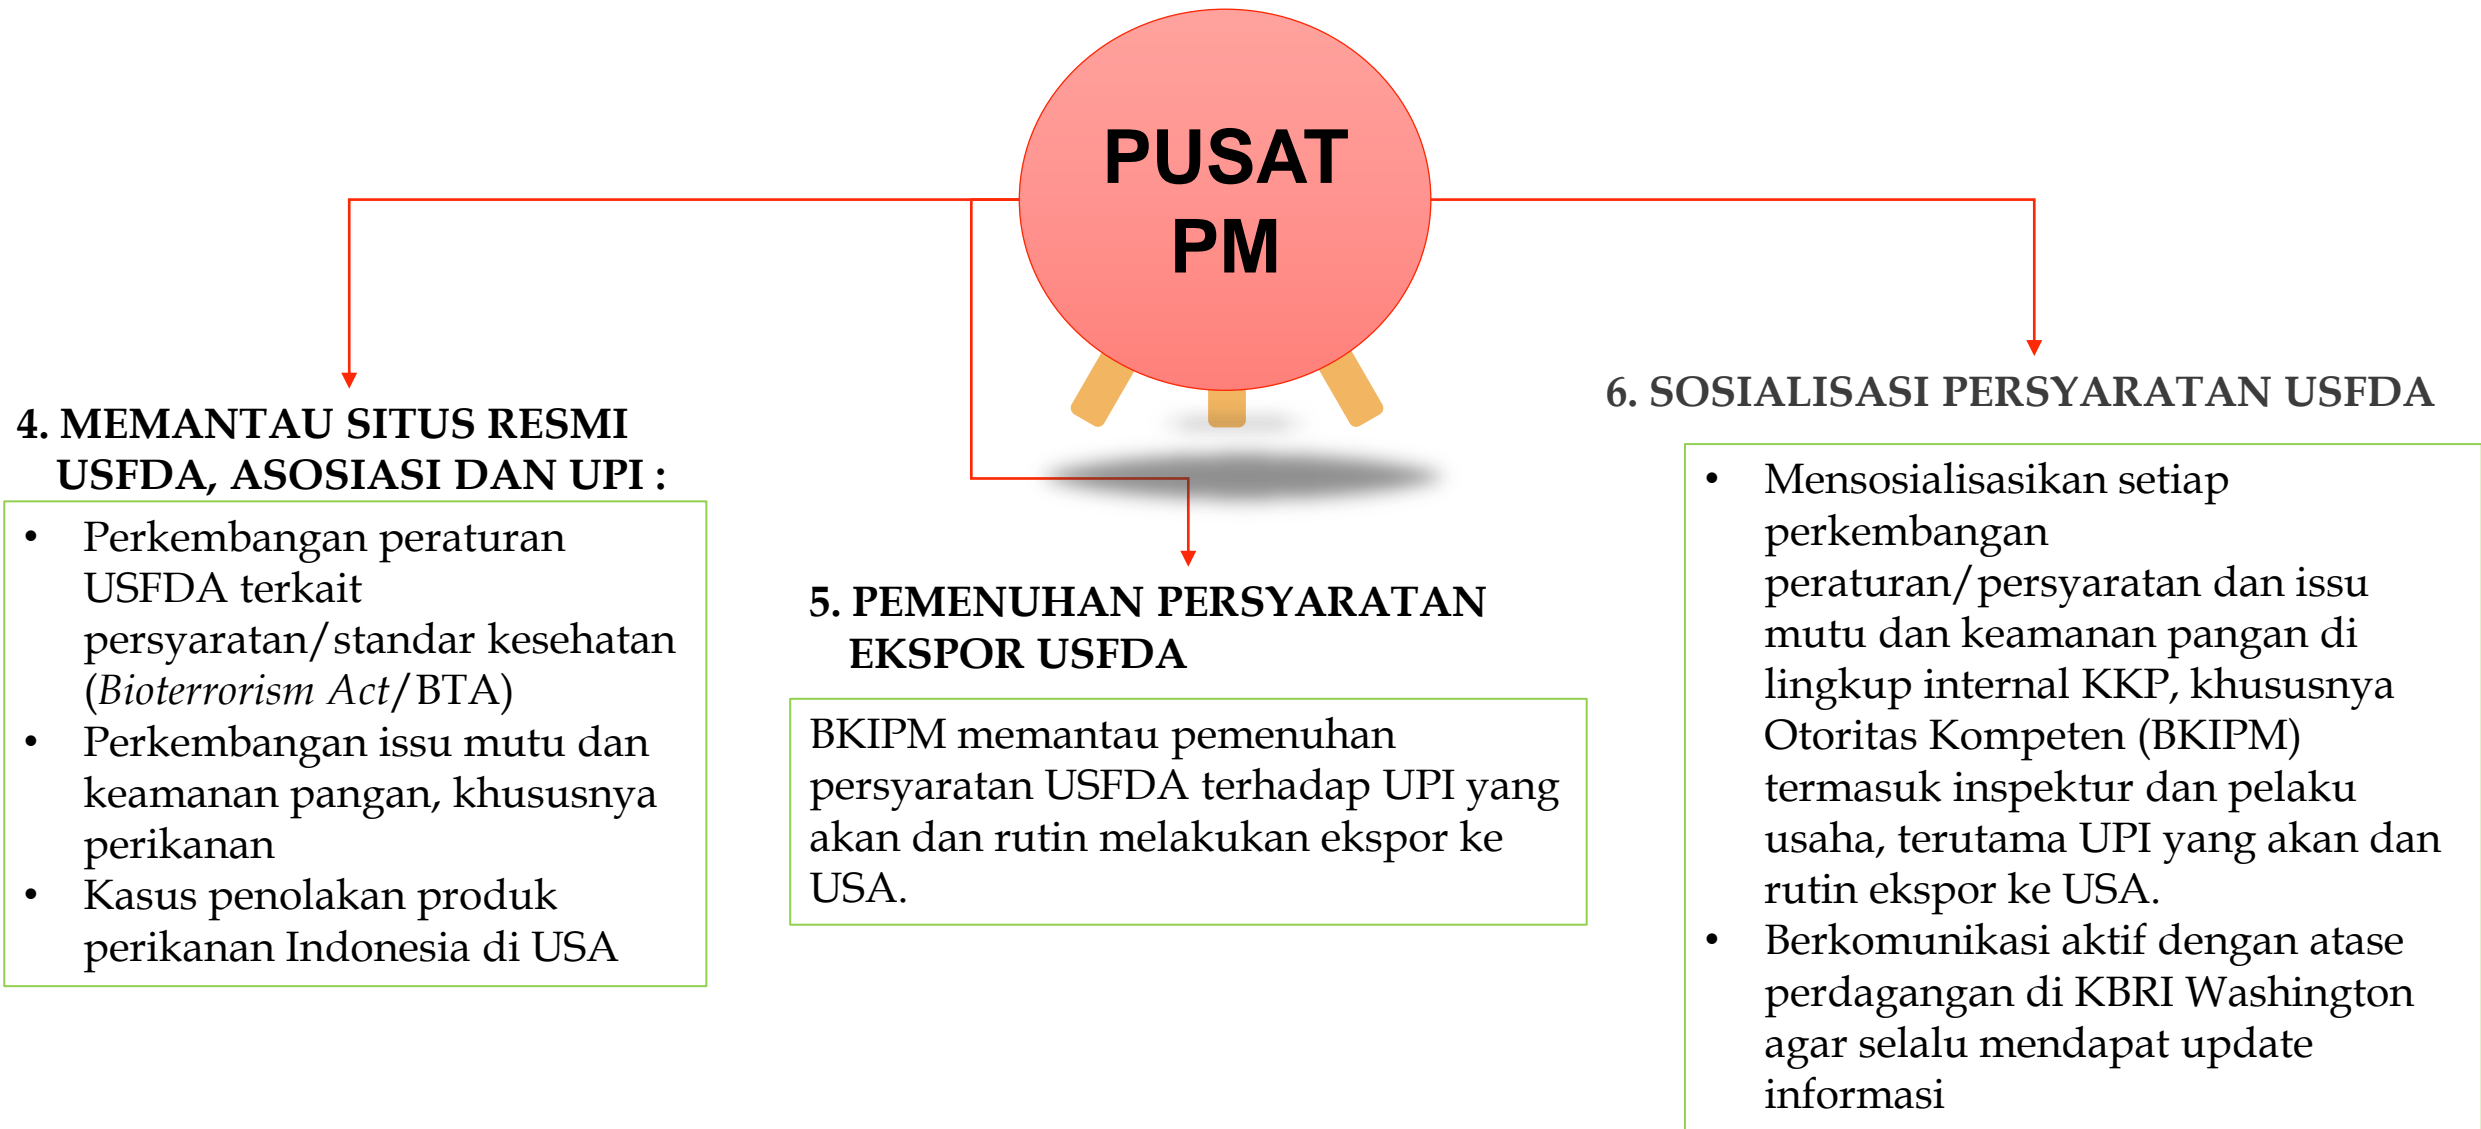 PUSAT
PM
4. MEMANTAU SITUS RESMI
USFDA, ASOSIASI DAN UPI :
• Perkembangan peraturan
USFDA terkait
persyaratan/standar kesehatan
(Bioterrorism Act/BTA)
• Perkembangan issu mutu dan
keamanan pangan, khususnya
perikanan
• Kasus penolakan produk
perikanan Indonesia di USA
5. PEMENUHAN PERSYARATAN
EKSPOR USFDA
BKIPM memantau pemenuhan
persyaratan USFDA terhadap UPI yang
akan dan rutin melakukan ekspor ke
USA.
6. SOSIALISASI PERSYARATAN USFDA
• Mensosialisasikan setiap
perkembangan
peraturan/persyaratan dan issu
mutu dan keamanan pangan di
lingkup internal KKP, khususnya
Otoritas Kompeten (BKIPM)
termasuk inspektur dan pelaku
usaha, terutama UPI yang akan dan
rutin ekspor ke USA.
• Berkomunikasi aktif dengan atase
perdagangan di KBRI Washington
agar selalu mendapat update
informasi